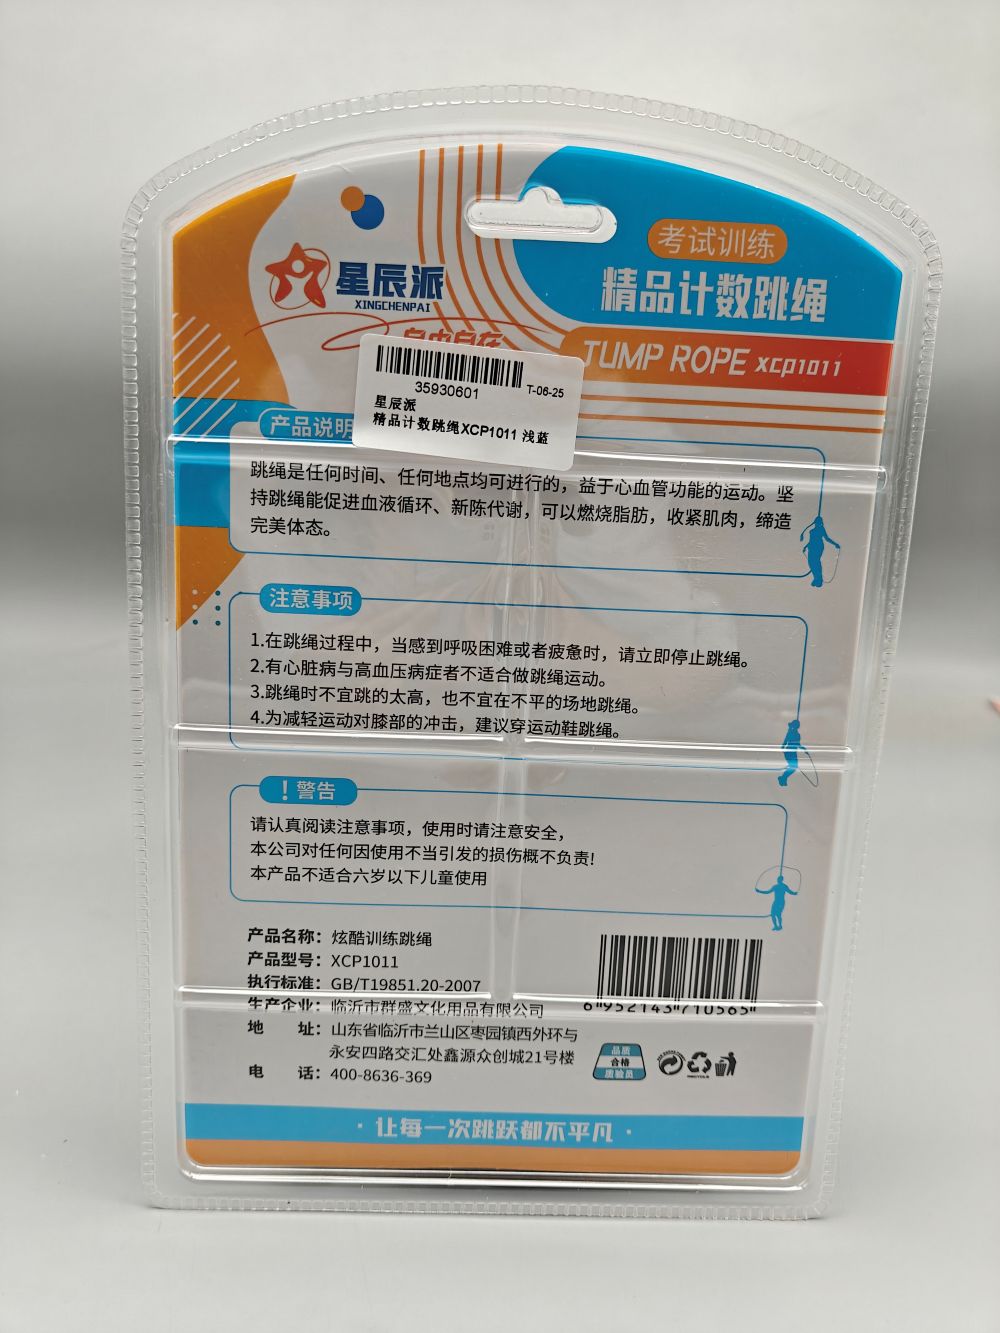 考试训练
星辰派
XINGCHENPAI
精品计数跳绳
TUMP ROPE XCP1011
35930601
T-06-25
星辰派
精品计数跳绳XCP1011 浅蓝
产品说明
跳绳是任何时间、任何地点均可进行的，益于心血管功能的运动。坚
持跳绳能促进血液循环、新陈代谢，可以燃烧脂肪，收紧肌肉，缔造
完美体态。
注意事项
1.在跳绳过程中，当感到呼吸困难或者疲惫时，请立即停止跳绳。
2.有心脏病与高血压病症者不适合做跳绳运动。
3.跳绳时不宜跳的太高，也不宜在不平的场地跳绳。
4.为减轻运动对膝部的冲击，建议穿运动鞋跳绳。
！警告
请认真阅读注意事项，使用时请注意安全，
本公司对任何因使用不当引发的损伤概不负责!
本产品不适合六岁以下儿童使用
产品名称：炫酷训练跳绳
产品型号：XCP1011
执行标准：GB/T19851.20-2007
生产企业：临沂市群盛文化用品有限公司
地 址：山东省临沂市兰山区枣园镇西外环与
永安四路交汇处鑫源众创城21号楼
电 话：400-8636-369
6 952143 710565
品质
合格
质验员
·让每一次跳跃都不平凡·